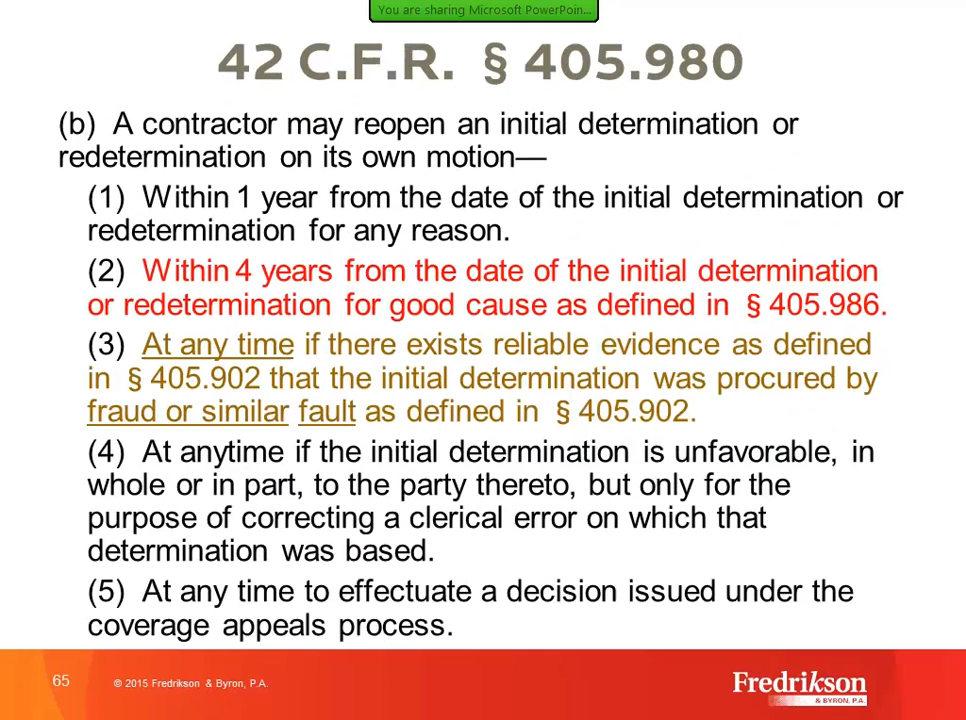 You are sharing Microsoft PowerPoin...
42 C.F.R. § 405.980
(b) A contractor may reopen an initial determination or
redetermination on its own motion—
(1) Within 1 year from the date of the initial determination or
redetermination for any reason.
(2) Within 4 years from the date of the initial determination
or redetermination for good cause as defined in § 405.986.
(3) At any time if there exists reliable evidence as defined
in § 405.902 that the initial determination was procured by
fraud or similar fault as defined in § 405.902.
(4) At anytime if the initial determination is unfavorable, in
whole or in part, to the party thereto, but only for the
purpose of correcting a clerical error on which that
determination was based.
(5) At any time to effectuate a decision issued under the
coverage appeals process.
65
© 2015 Fredrikson & Byron, P.A.
Fredrikson
& BYRON, P.A.